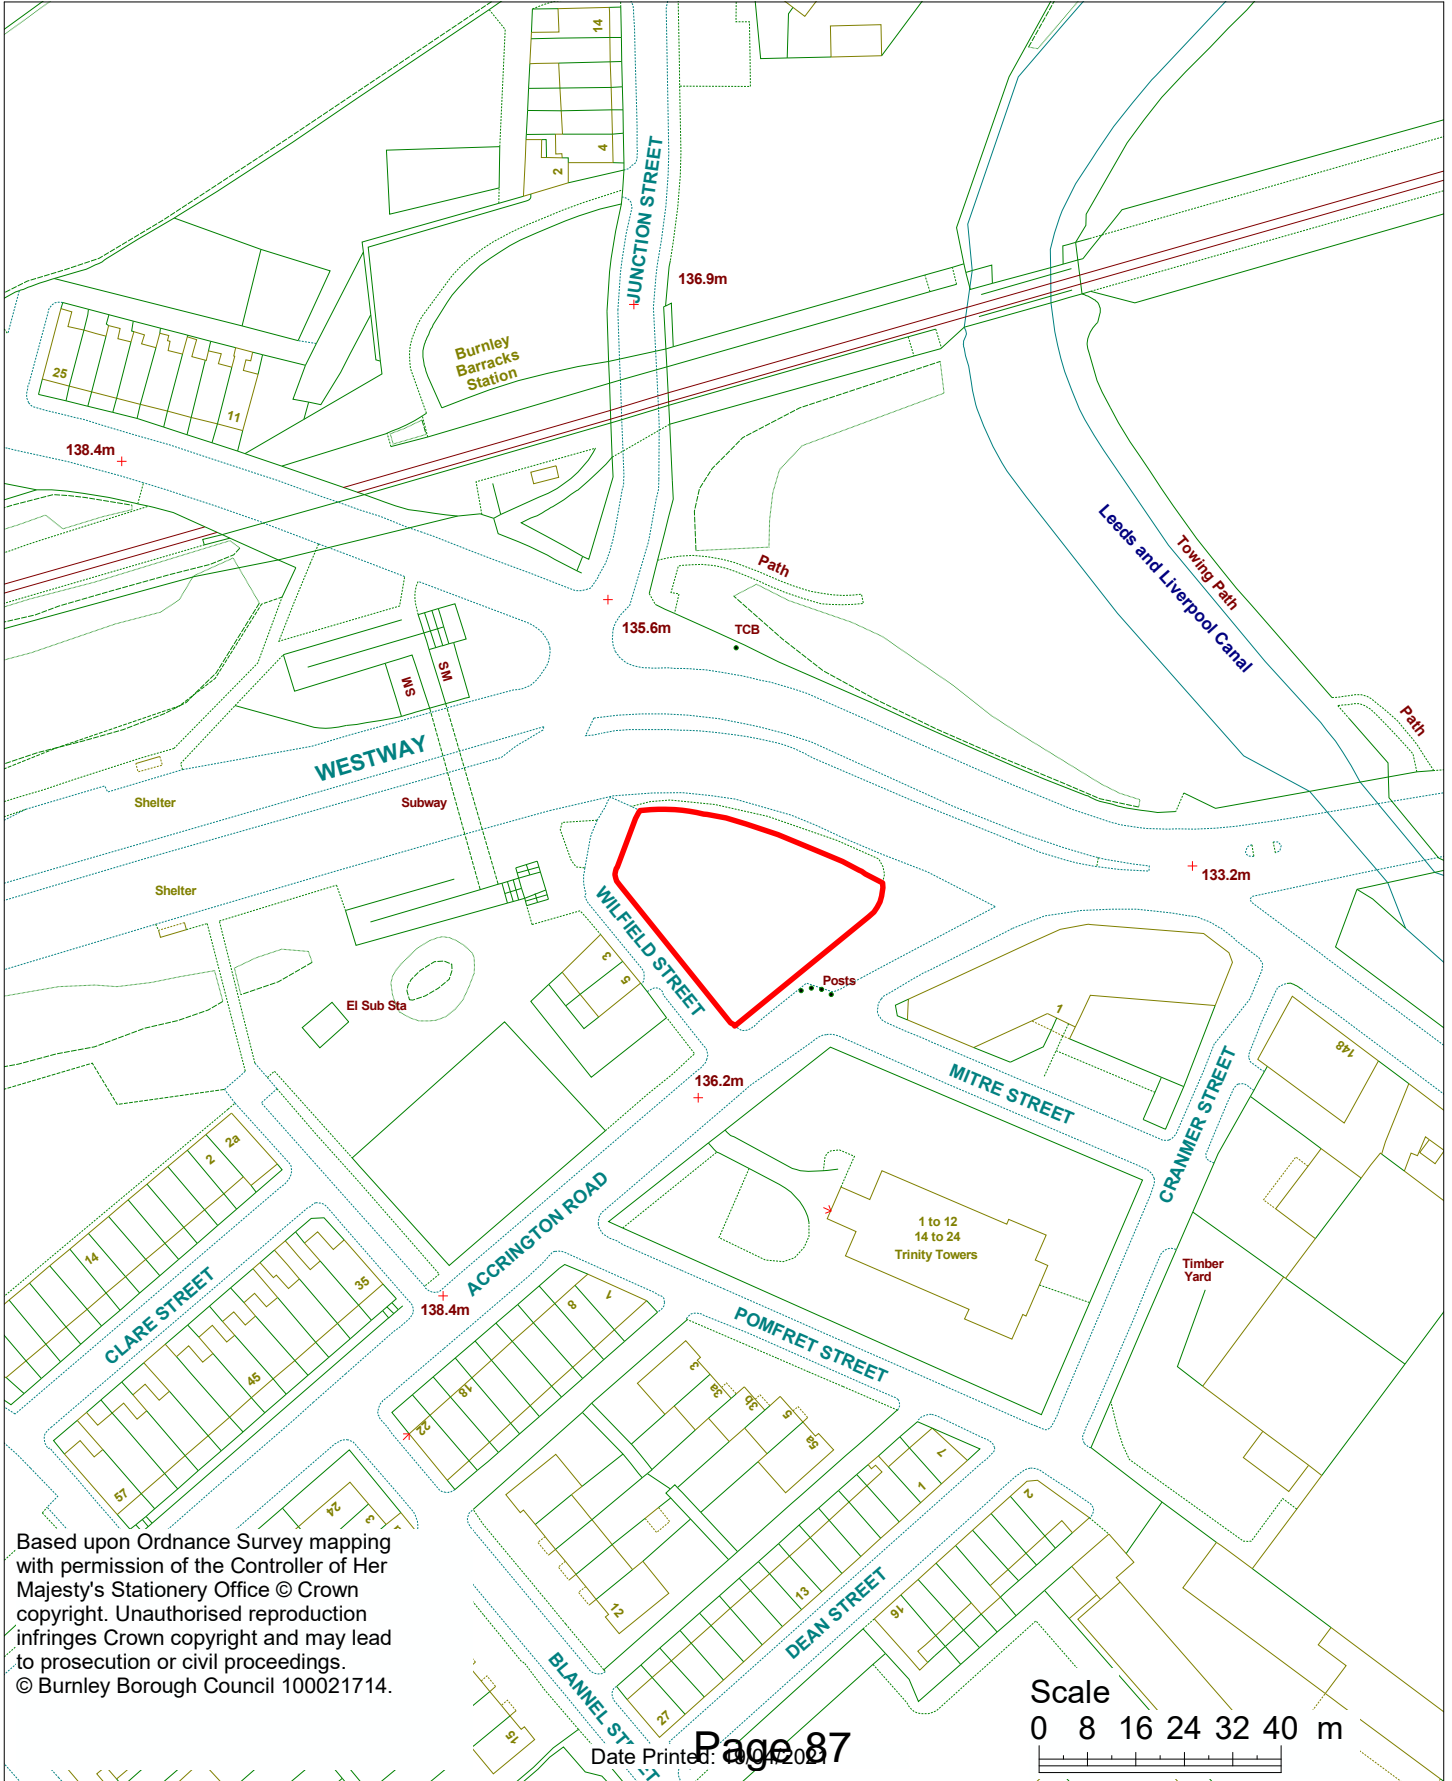 14
4
2
JUNCTION STREET
136.9m
Burnley
Barracks
Station
25
11
138.4m
Leeds and Liverpool Canal
Towing Path
Path
135.6m
TCB
SM
SM
Path
WESTWAY
Shelter
Subway
Shelter
133.2m
WILFIELD STREET
3
5
Posts
El Sub Sta
1
148
136.2m
MITRE STREET
CRANMER STREET
2a
2
14
ACCRINGTON ROAD
1 to 12
14 to 24
Trinity Towers
Timber
Yard
CLARE STREET
35
138.4m
8
1
POMFRET STREET
45
18
22
3
3a
3b
5
5a
57
24
3
7
1
2
13
12
16
DEAN STREET
BLANNEL STREET
27
15
Based upon Ordnance Survey mapping
with permission of the Controller of Her
Majesty's Stationery Office © Crown
copyright. Unauthorised reproduction
infringes Crown copyright and may lead
to prosecution or civil proceedings.
© Burnley Borough Council 100021714.
Scale
0 8 16 24 32 40 m
Page 87
Date Printed: 19/04/2021